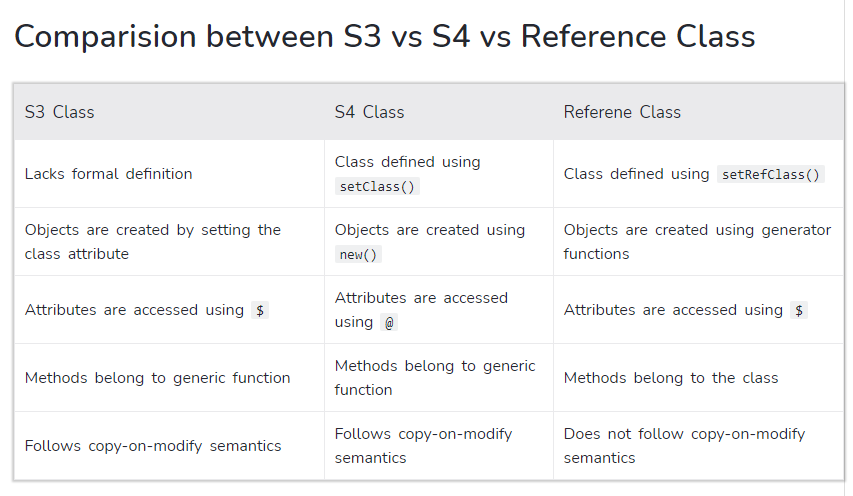 Comparision between S3 vs S4 vs Reference Class
S3 Class
S4 Class
Referene Class
Lacks formal definition
Class defined using
setClass()
Class defined using setRefClass()
Objects are created by setting the
class attribute
Objects are created using
new()
Objects are created using generator
functions
Attributes are accessed using $
Attributes are accessed
using @
Attributes are accessed using $
Methods belong to generic function
Methods belong to generic
function
Methods belong to the class
Follows copy-on-modify semantics
Follows copy-on-modify
semantics
Does not follow copy-on-modify
semantics